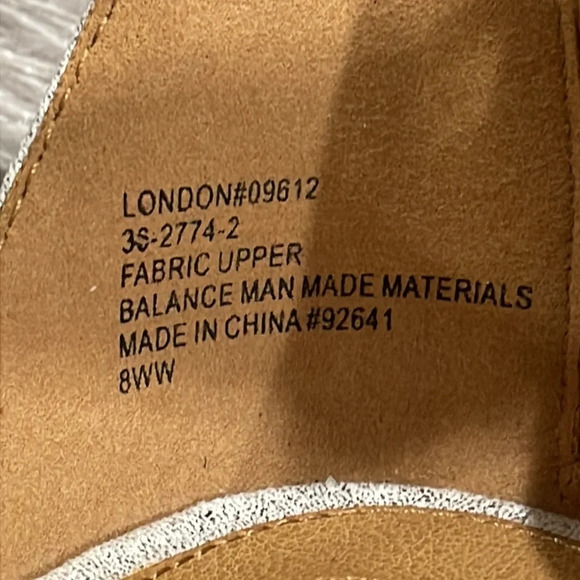 LONDON#09612
3S-2774-2
FABRIC UPPER
BALANCE MAN MADE MATERIALS
MADE IN CHINA#92641
8WW